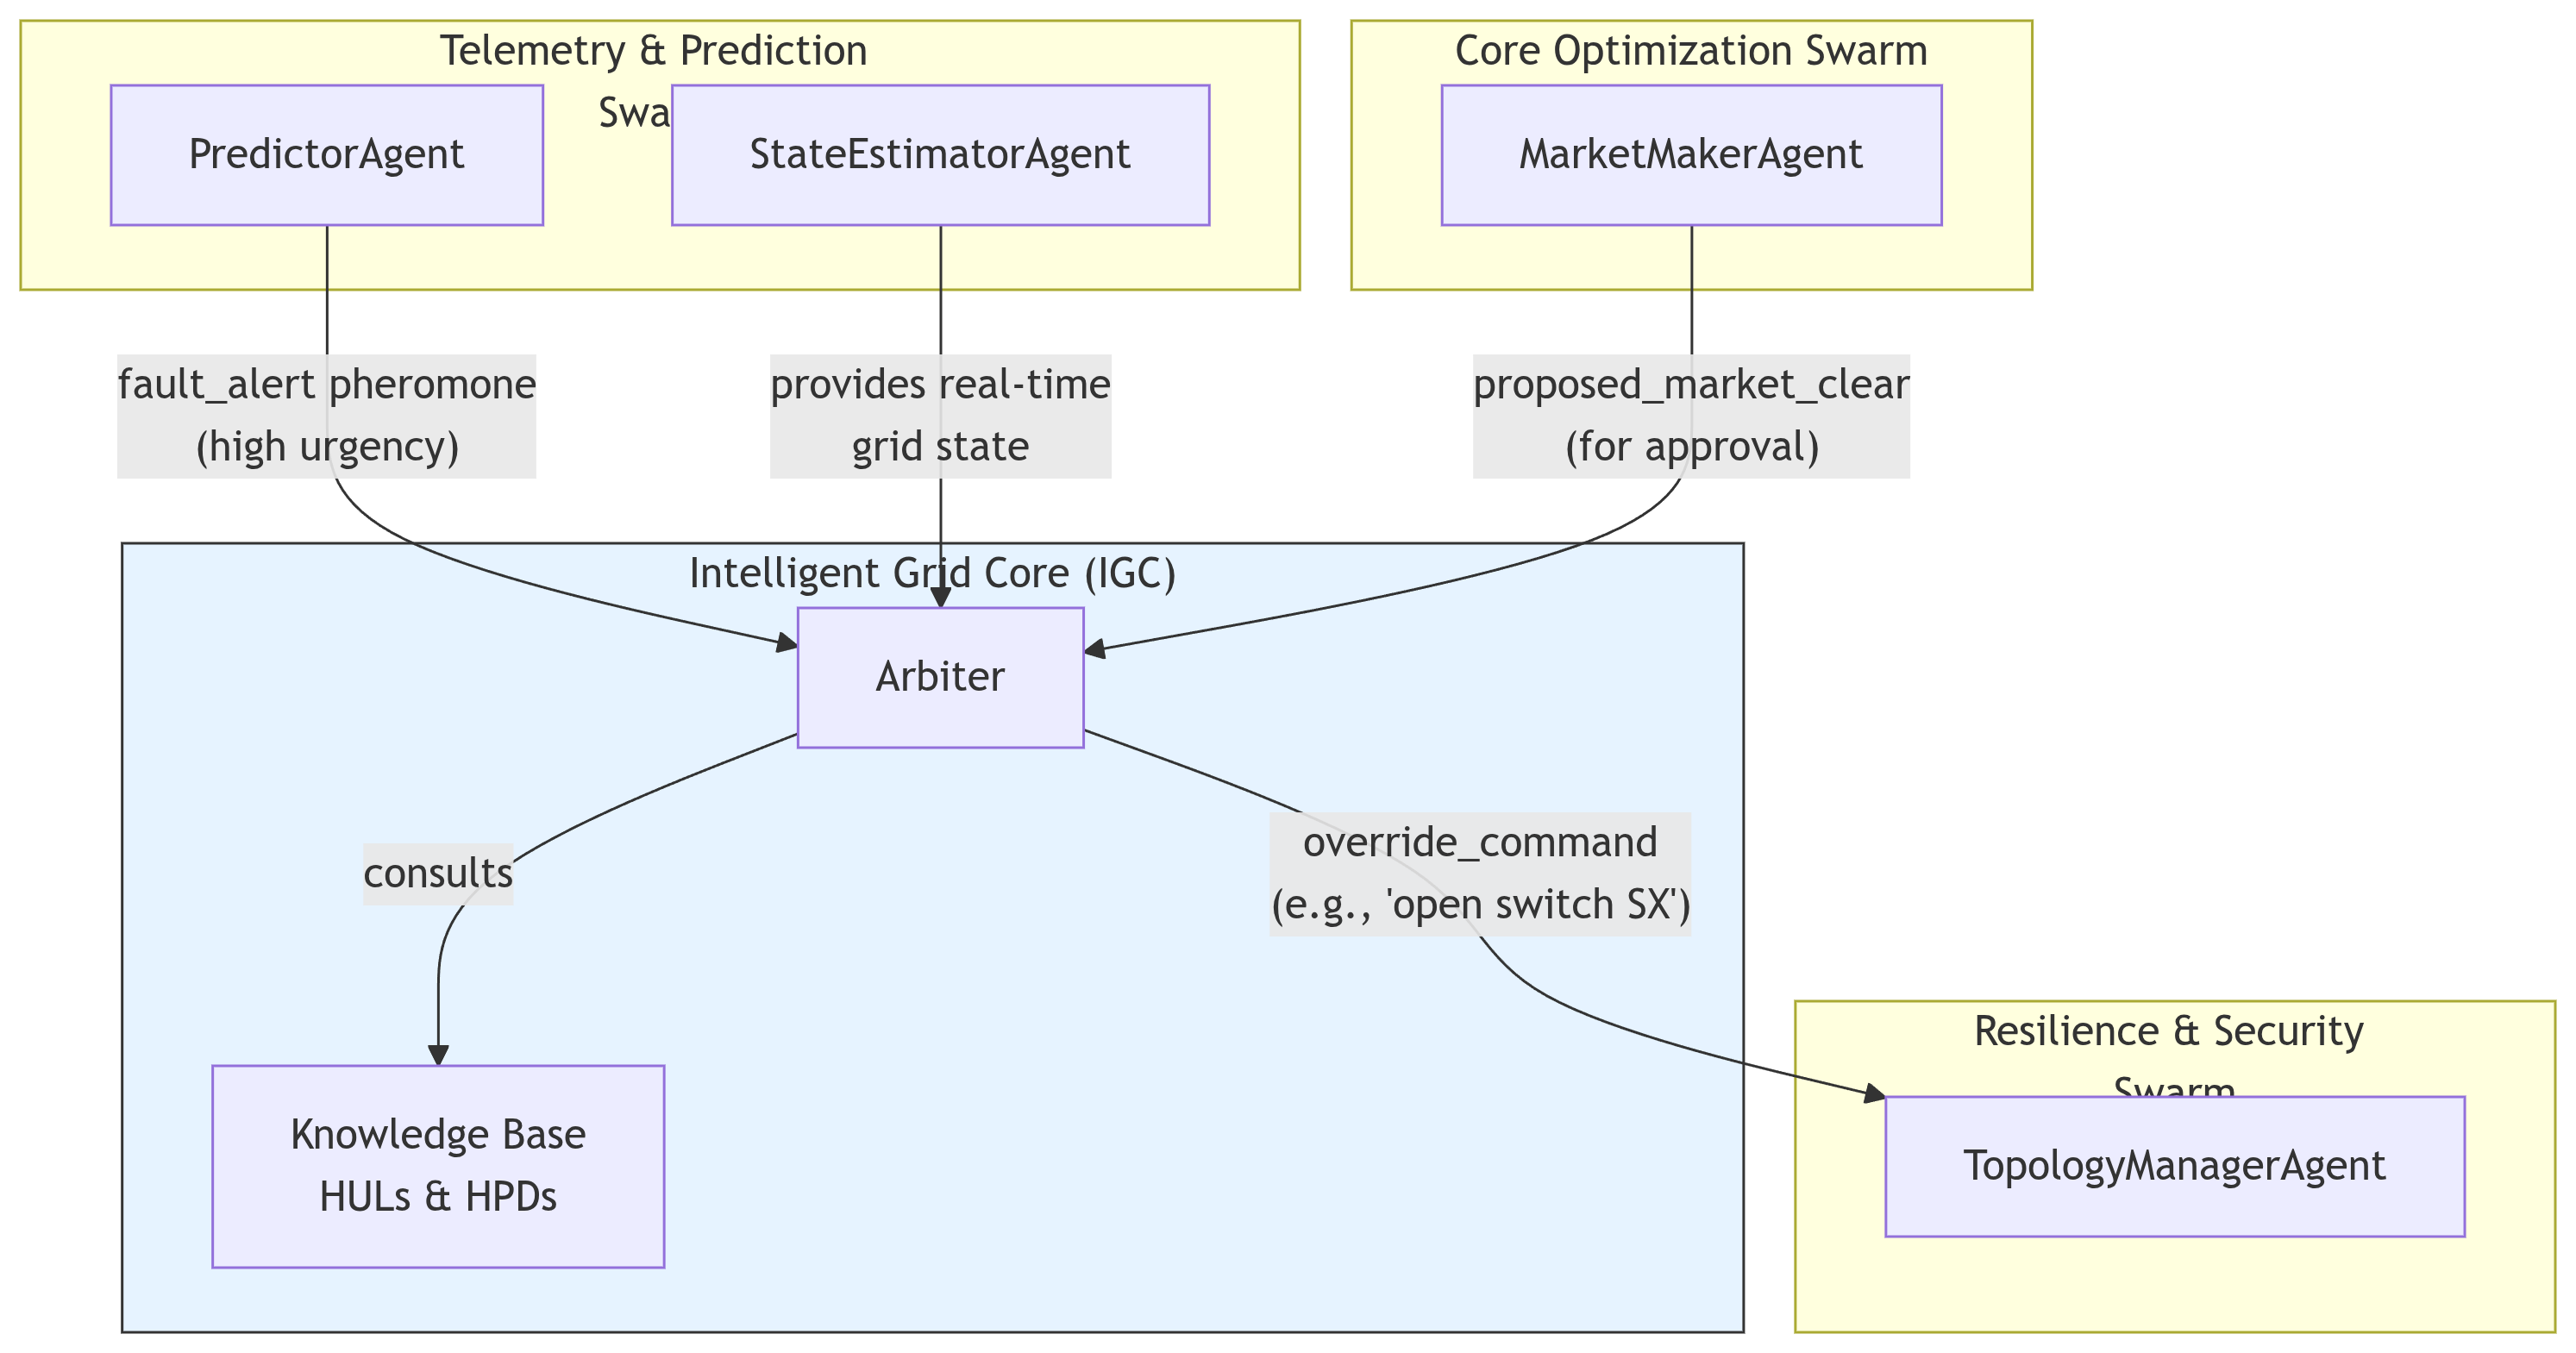 Telemetry & Prediction
Swa
PredictorAgent
StateEstimatorAgent
Core Optimization Swarm
MarketMakerAgent
fault_alert pheromone
(high urgency)
provides real-time
grid state
proposed_market_clear
(for approval)
Intelligent Grid Core (IGC)
Arbiter
consults
override_command
(e.g., 'open switch SX')
Knowledge Base
HULs & HPDs
Resilience & Security
Swarm
TopologyManagerAgent